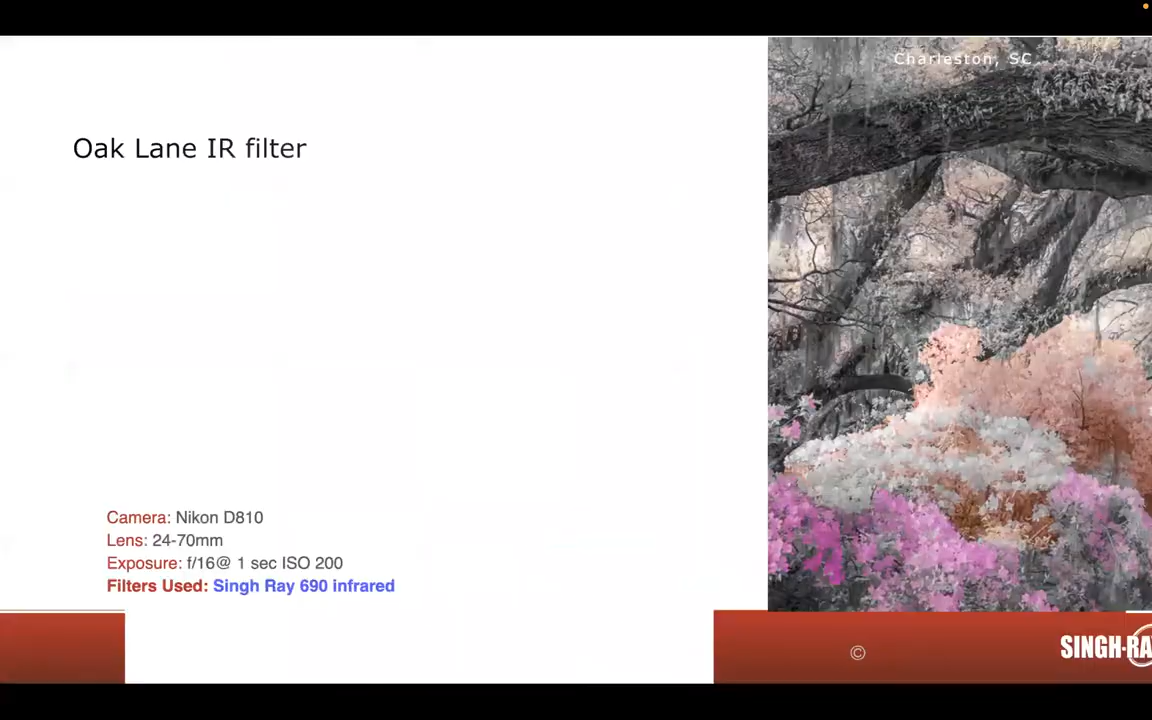 Charleston, SC
Oak Lane IR filter
Camera: Nikon D810
Lens: 24-70mm
Exposure: f/16@ 1 sec ISO 200
Filters Used: Singh Ray 690 infrared
©
SINGH-RA